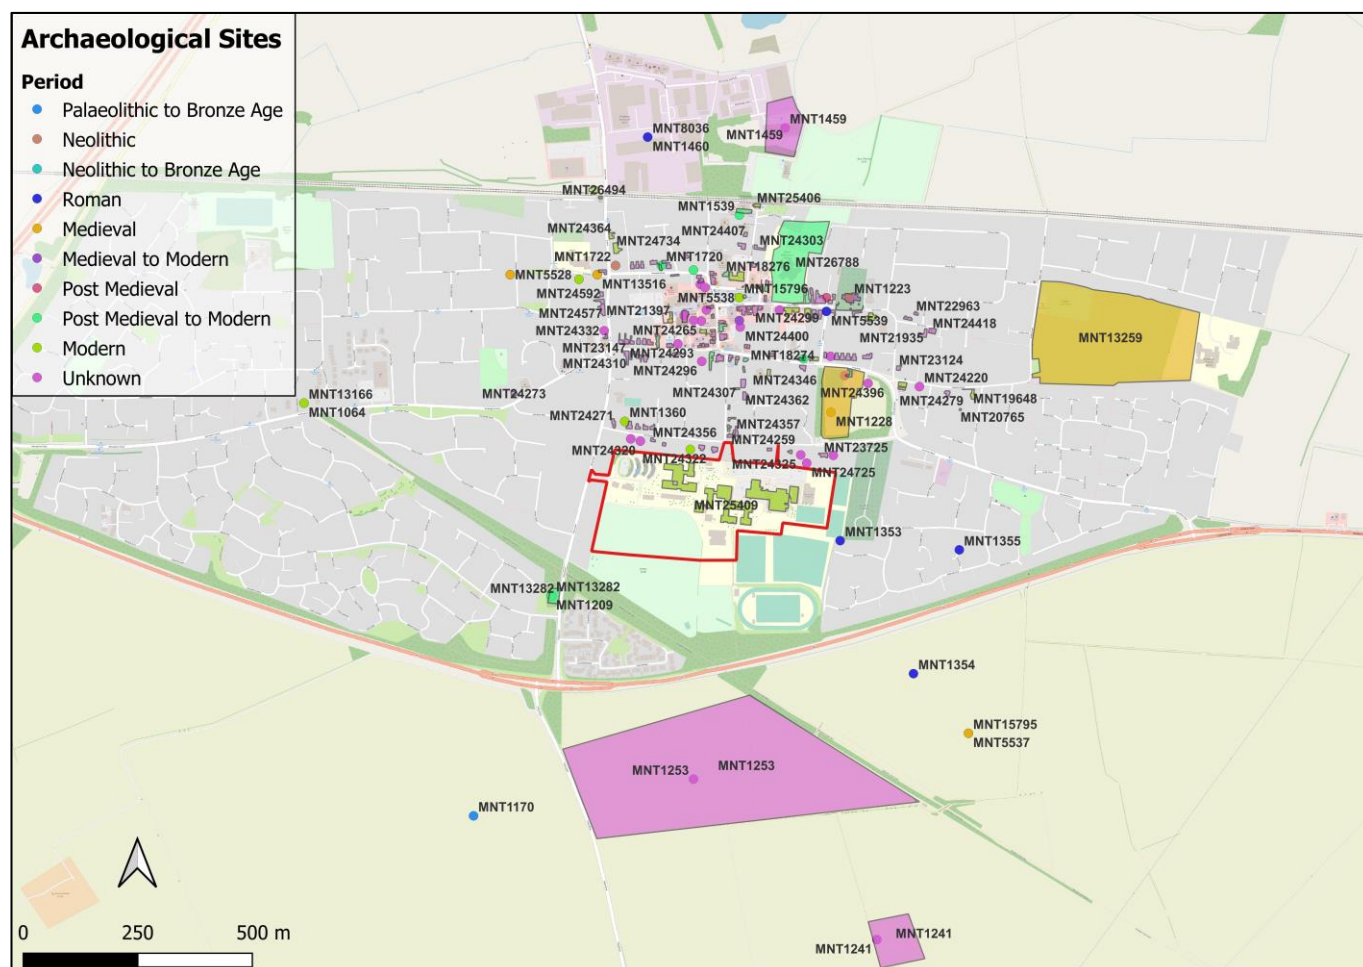 Archaeological Sites
Period
Palaeolithic to Bronze Age
Neolithic
Neolithic to Bronze Age
Roman
Medieval
Medieval to Modern
Post Medieval
Post Medieval to Modern
Modern
Unknown
MNT8036
MNT1460
MNT1459
MNT1459
MNT26494
MNT25406
MNT1539
MNT24364
MNT24407
MNT24734
MNT24303
MNT1722
MNT1720
MNT18276
MNT26788
MNT5528
MNT13516
MNT24592
MNT5538
MNT15796
MNT1223
MNT24577
MNT21397
MNT24299
MNT5539
MNT22963
MNT24332
MNT24265
MNT24400
MNT21935
MNT24418
MNT13259
MNT23147
MNT24293
MNT18274
MNT24310
MNT24296
MNT23124
MNT24346
MNT24220
MNT24273
MNT24307
MNT24362
MNT24396
MNT24279
MNT19648
MNT13166
MNT1064
MNT20765
MNT24271
MNT1360
MNT1228
MNT24357
MNT24356
MNT24259
MNT24320
MNT24322
MNT24325
MNT23725
MNT24725
MNT25409
MNT1353
MNT1355
MNT13282
MNT13282
MNT1209
MNT1354
MNT15795
MNT5537
MNT1253
MNT1253
MNT1170
MNT1241
MNT1241
0 250 500 m